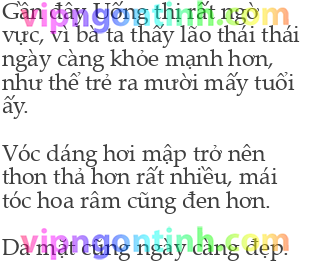 Gần đây Uống thị rất ngờ
vực, vì bà ta thấy lão thái thái
ngày càng khỏe mạnh hơn,
như thể trẻ ra mười mấy tuổi
ấy.
Vóc dáng hơi mập trở nên
thon thả hơn rất nhiều, mái
tóc hoa râm cũng đen hơn.
Da mặt cũng ngày càng đẹp.
vipngontinh.com
vipngontinh.com